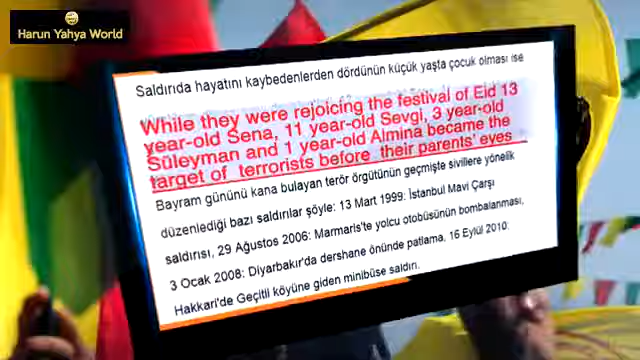 Harun Yahya World
Saldırıda hayatını kaybedenlerden dördünün küçük yaşta çocuk olması ise
While they were rejoicing the festival of Eid 13
year-old Sena, 11 year-old Sevgi, 3 year-old
Süleyman and 1 year-old Almina became the
target of terrorists before their parents' eyes
Bayram gününü kana bulayan terör örgütünün geçmişte sivillere yönelik
düzenlediği bazı saldırılar şöyle: 13 Mart 1999: İstanbul Mavi Çarşı
saldırısı, 29 Ağustos 2006: Marmaris'te yolcu otobüsünün bombalanması,
3 Ocak 2008: Diyarbakır'da dershane önünde patlama. 16 Eylül 2010:
Hakkari'de Geçitli köyüne giden minibüse saldırı.